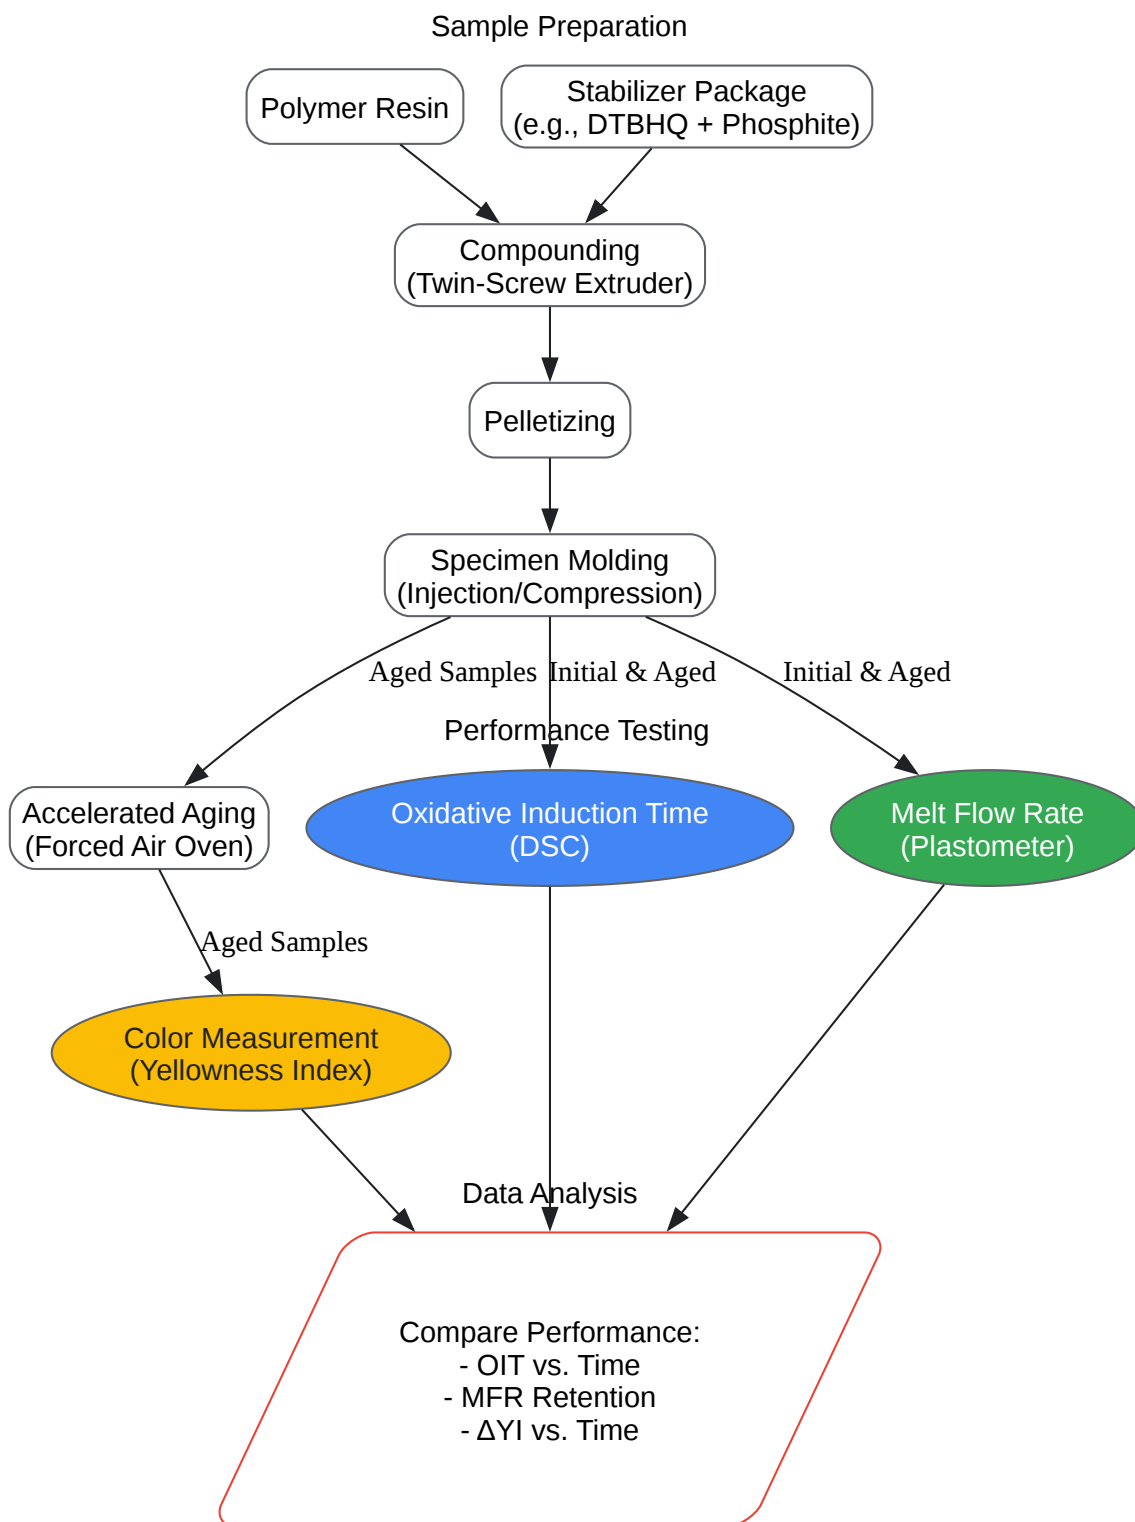 Sample Preparation
Polymer Resin
Stabilizer Package
(e.g., DTBHQ + Phosphite)
Compounding
(Twin-Screw Extruder)
Pelletizing
Specimen Molding
(Injection/Compression)
Aged Samples
Initial & Aged
Initial & Aged
Performance Testing
Accelerated Aging
(Forced Air Oven)
Oxidative Induction Time
(DSC)
Melt Flow Rate
(Plastometer)
Aged Samples
Color Measurement
(Yellowness Index)
Data Analysis
Compare Performance:
- OIT vs. Time
- MFR Retention
- ΔYI vs. Time